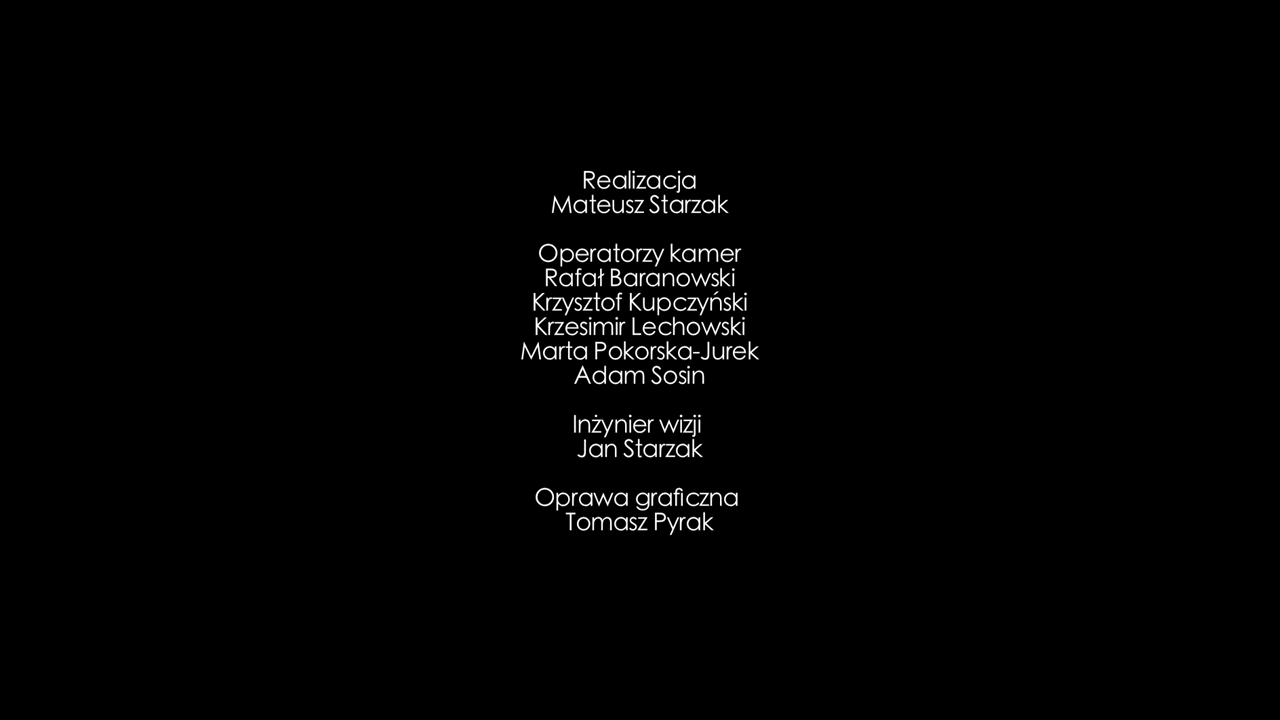 Realizacja
Mateusz Starzak
Operatorzy kamer
Rafał Baranowski
Krzysztof Kupczyński
Krzesimir Lechowski
Marta Pokorska-Jurek
Adam Sosin
Inżynier wizji
Jan Starzak
Oprawa graficzna
Tomasz Pyrak